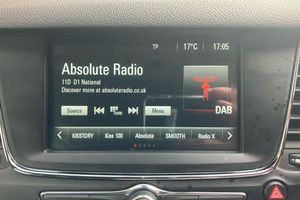 TP 17°C 17:05
Absolute Radio
11D D1 National
Discover more at absoluteradio.co.uk
Source Menu DAB
KISSTORY Kiss 100 Absolute SMOOTH Radio X